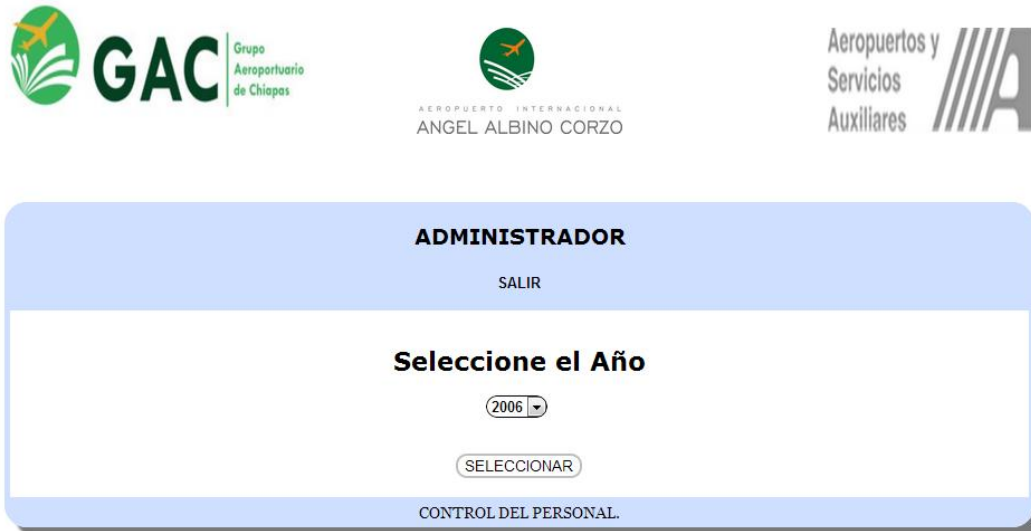 GAC
Grupo
Aeroportuario
de Chiapas
AEROPUERTO INTERNACIONAL
ANGEL ALBINO CORZO
Aeropuertos y
Servicios
Auxiliares
ADMINISTRADOR
SALIR
Seleccione el Año
2006
SELECCIONAR
CONTROL DEL PERSONAL.